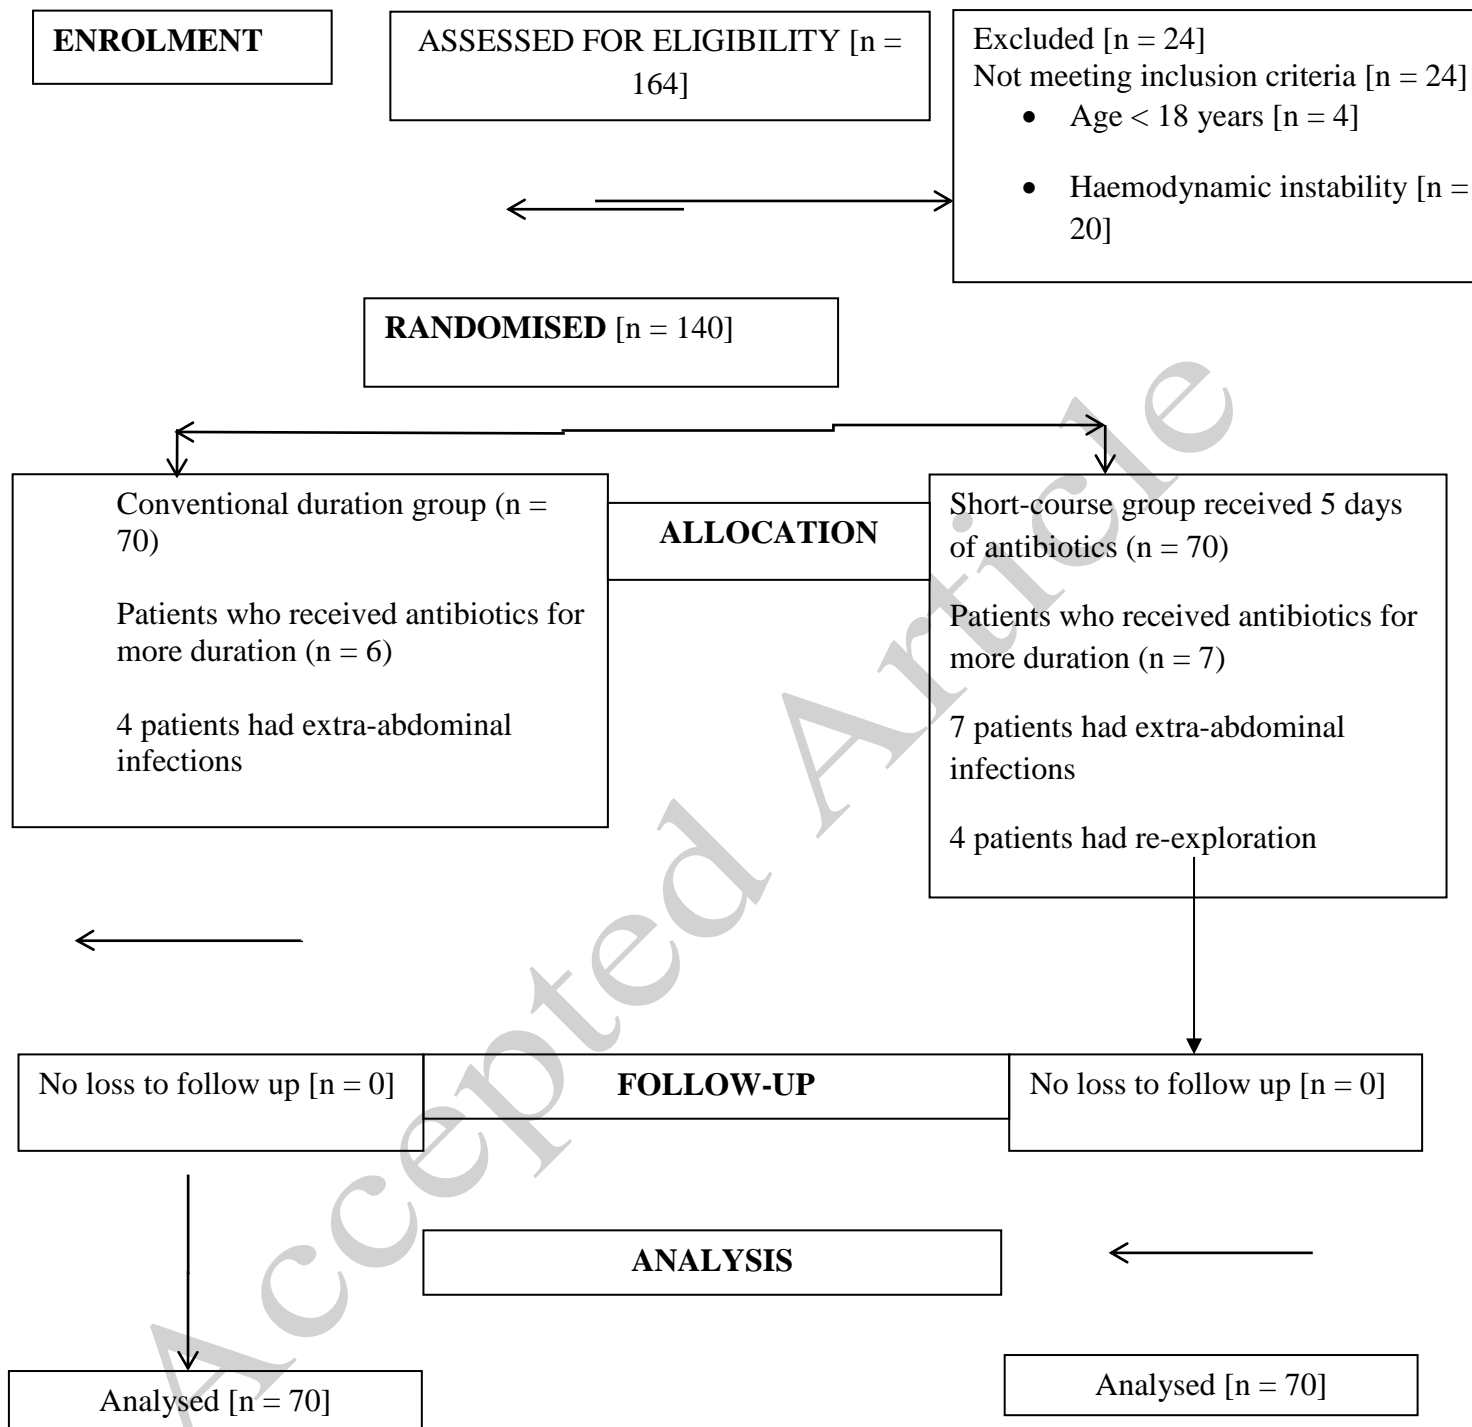 ENROLMENT
ASSESSED FOR ELIGIBILITY [n =
164]
Excluded [n = 24]
Not meeting inclusion criteria [n = 24]
• Age < 18 years [n = 4]
• Haemodynamic instability [n =
20]
RANDOMISED [n = 140]
Conventional duration group (n =
70)
Patients who received antibiotics for
more duration (n = 6)
4 patients had extra-abdominal
infections
ALLOCATION
Short-course group received 5 days
of antibiotics (n = 70)
Patients who received antibiotics for
more duration (n = 7)
7 patients had extra-abdominal
infections
4 patients had re-exploration
No loss to follow up [n = 0]
FOLLOW-UP
No loss to follow up [n = 0]
ANALYSIS
Analysed [n = 70]
Analysed [n = 70]
Accepted Article